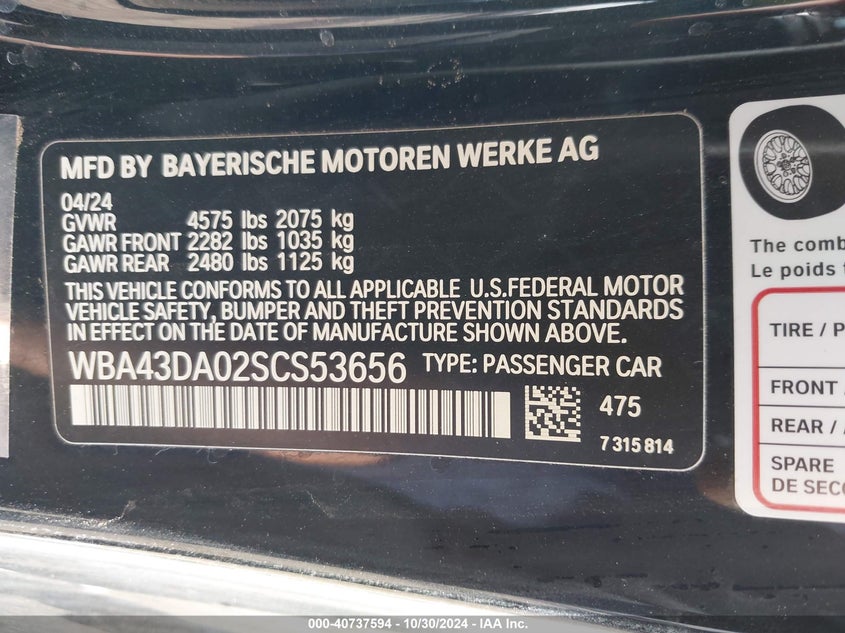 MFD BY BAYERISCHE MOTOREN WERKE AG
04/24
GVWR 4575 lbs 2075 kg
GAWR FRONT 2282 lbs 1035 kg
GAWR REAR 2480 lbs 1125 kg
THIS VEHICLE CONFORMS TO ALL APPLICABLE U.S.FEDERAL MOTOR
VEHICLE SAFETY, BUMPER AND THEFT PREVENTION STANDARDS
IN EFFECT ON THE DATE OF MANUFACTURE SHOWN ABOVE.
WBA43DA02SCS53656 TYPE: PASSENGER CAR
475
7 315 814
The comb
Le poids t
TIRE / P
FRONT /
REAR / A
SPARE
DE SECO
000-40737594 - 10/30/2024 - IAA Inc.